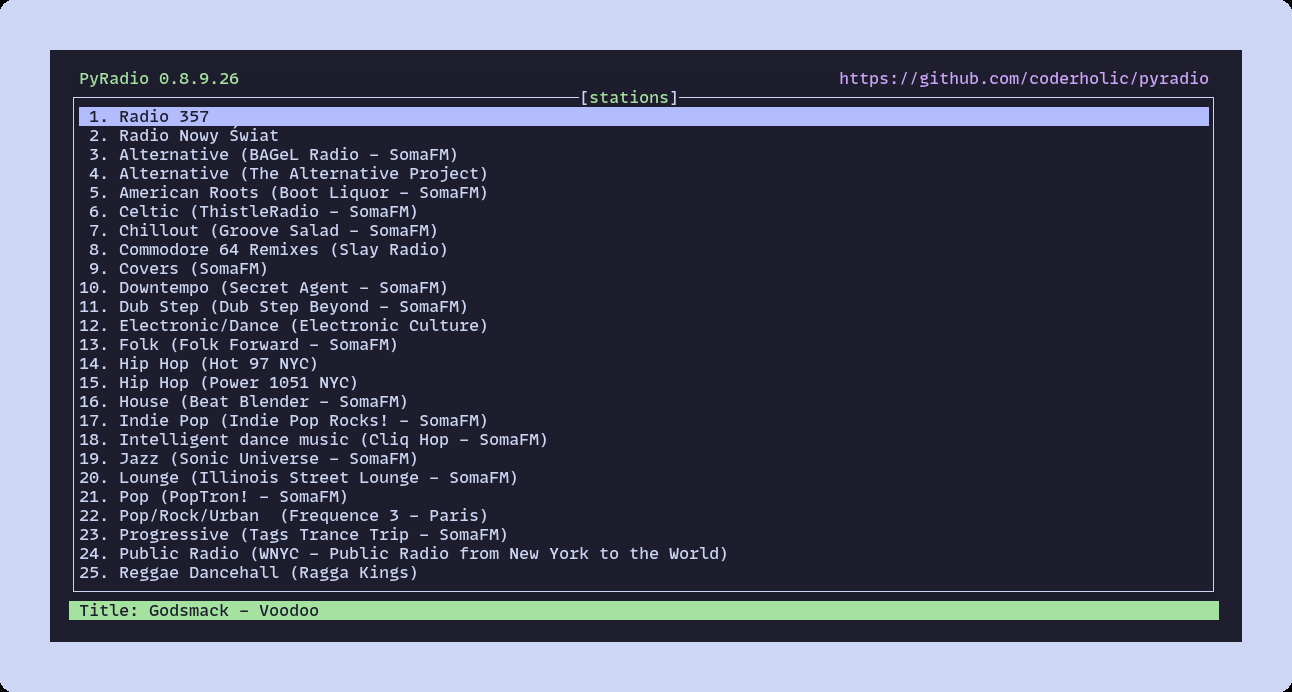 PyRadio 0.8.9.26 https://github.com/coderholic/pyradio
[stations]
1. Radio 357
2. Radio Nowy Świat
3. Alternative (BAGeL Radio - SomaFM)
4. Alternative (The Alternative Project)
5. American Roots (Boot Liquor - SomaFM)
6. Celtic (ThistleRadio - SomaFM)
7. Chillout (Groove Salad - SomaFM)
8. Commodore 64 Remixes (Slay Radio)
9. Covers (SomaFM)
10. Downtempo (Secret Agent - SomaFM)
11. Dub Step (Dub Step Beyond - SomaFM)
12. Electronic/Dance (Electronic Culture)
13. Folk (Folk Forward - SomaFM)
14. Hip Hop (Hot 97 NYC)
15. Hip Hop (Power 1051 NYC)
16. House (Beat Blender - SomaFM)
17. Indie Pop (Indie Pop Rocks! - SomaFM)
18. Intelligent dance music (Cliq Hop - SomaFM)
19. Jazz (Sonic Universe - SomaFM)
20. Lounge (Illinois Street Lounge - SomaFM)
21. Pop (PopTron! - SomaFM)
22. Pop/Rock/Urban  (Frequence 3 - Paris)
23. Progressive (Tags Trance Trip - SomaFM)
24. Public Radio (WNYC - Public Radio from New York to the World)
25. Reggae Dancehall (Ragga Kings)
Title: Godsmack - Voodoo